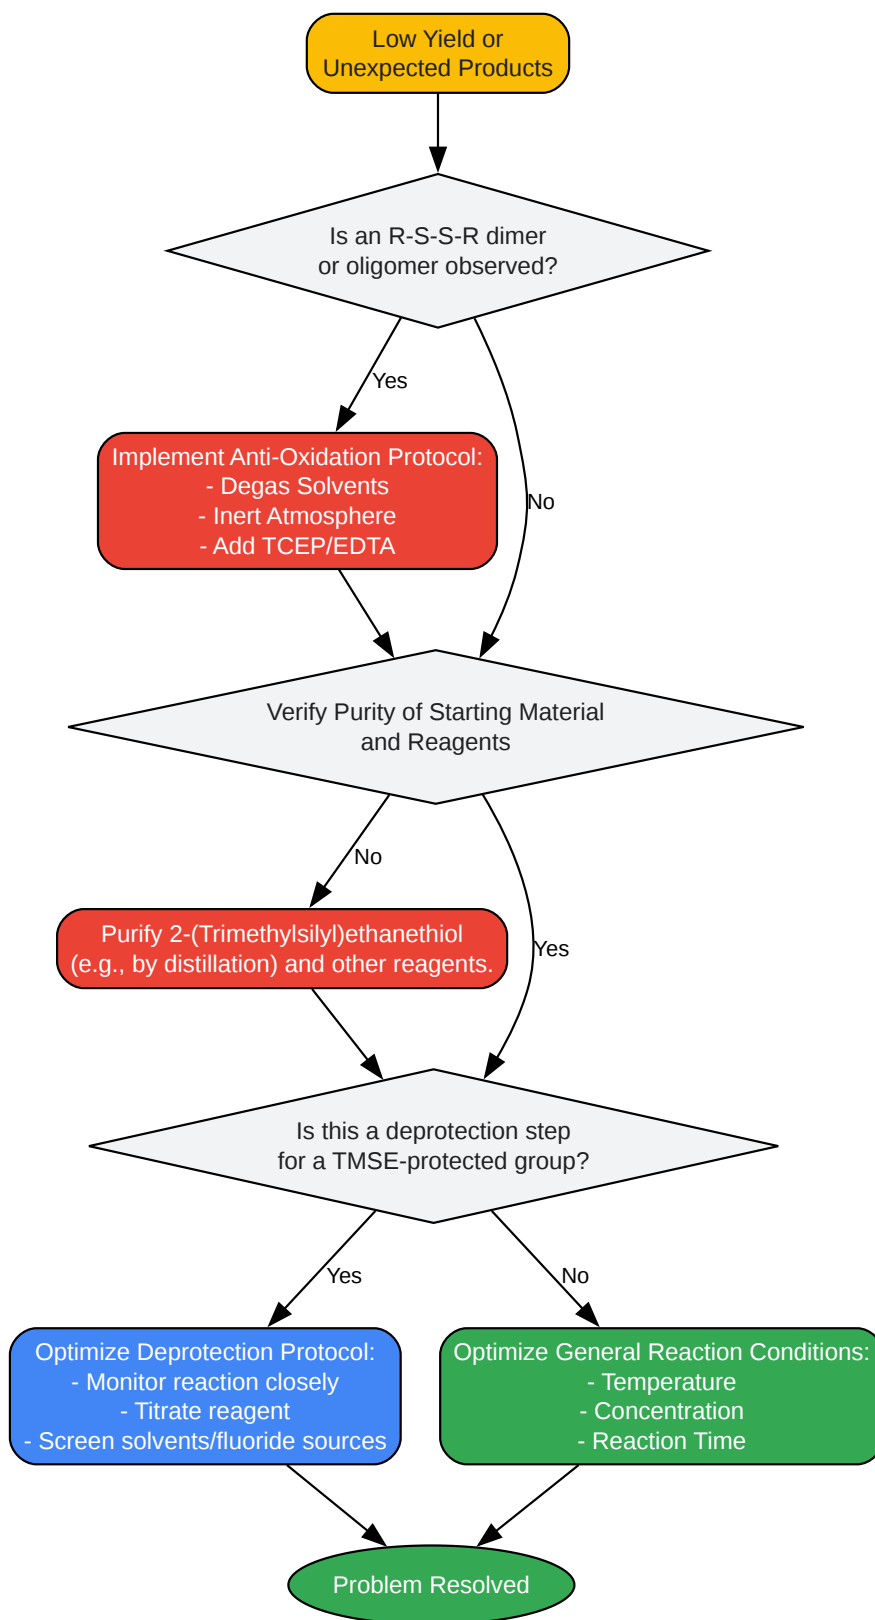 Low Yield or
Unexpected Products
Is an R-S-S-R dimer
or oligomer observed?
Yes
Implement Anti-Oxidation Protocol:
- Degas Solvents
- Inert Atmosphere
- Add TCEP/EDTA
No
Verify Purity of Starting Material
and Reagents
No
Purify 2-(Trimethylsilyl)ethanethiol
(e.g., by distillation) and other reagents.
Yes
Is this a deprotection step
for a TMSE-protected group?
Yes
No
Optimize Deprotection Protocol:
- Monitor reaction closely
- Titrate reagent
- Screen solvents/fluoride sources
Optimize General Reaction Conditions:
- Temperature
- Concentration
- Reaction Time
Problem Resolved